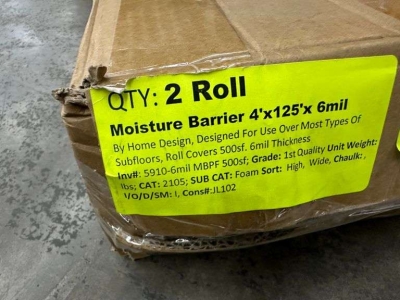 QTY: 2 Roll
Moisture Barrier 4'x125'x 6mil
By Home Design, Designed For Use Over Most Types Of
Subfloors, Roll Covers 500sf. 6mil Thickness
Inv#: 5910-6mil MBPF 500sf; Grade: 1st Quality Unit Weight:
lbs; CAT: 2105; SUB CAT: Foam Sort: High, Wide, Chaulk: ,
I/O/D/SM: I, Cons#:JL102